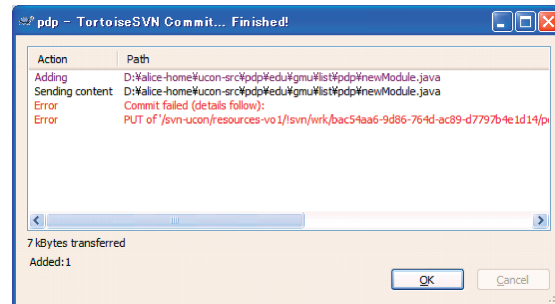 pdp - TortoiseSVN Commit... Finished!
Action Path
Adding D:¥alice-home¥ucon-src¥pdp¥edu¥gmu¥list¥pdp¥newModule.java
Sending content D:¥alice-home¥ucon-src¥pdp¥edu¥gmu¥list¥pdp¥newModule.java
Error Commit failed (details follow):
Error PUT of '/svn-ucon/resources-vo1/!svn/wrk/bac54aa6-9d86-764d-ac89-d7797b4e1d14/p
7 kBytes transferred
Added:1
OK Cancel